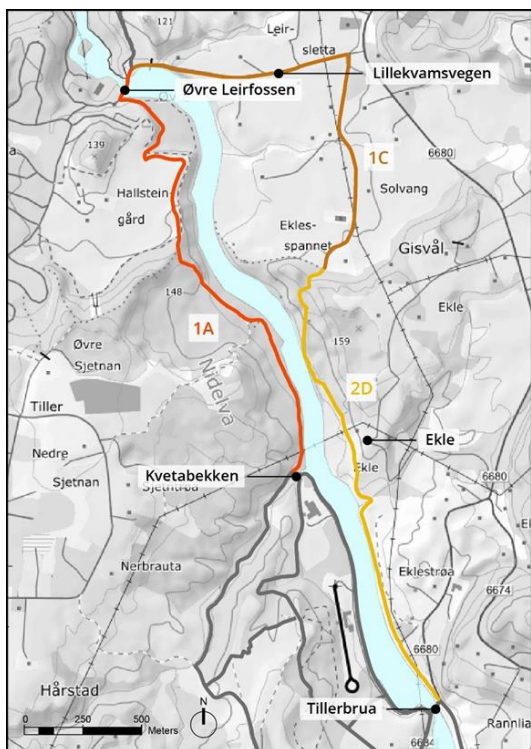 121
Leir-
sletta
Lillekvamsvegen
Øvre Leirfossen
139
6680
1C
Solvang
Hallstein
gård
Ekles-
spannet
Gisvål
148
Ekle
1A
159
Øvre
Sjetnan
Nidelva
Tiller
2D
Nedre
Sjetnan
Ekle
Ekle
Kvetabekken
6680
Nerbrauta
Eklestrøa
6674
6680
Hårstad
N
Tillerbrua
0 250 500
Meters
Rannlia
6684